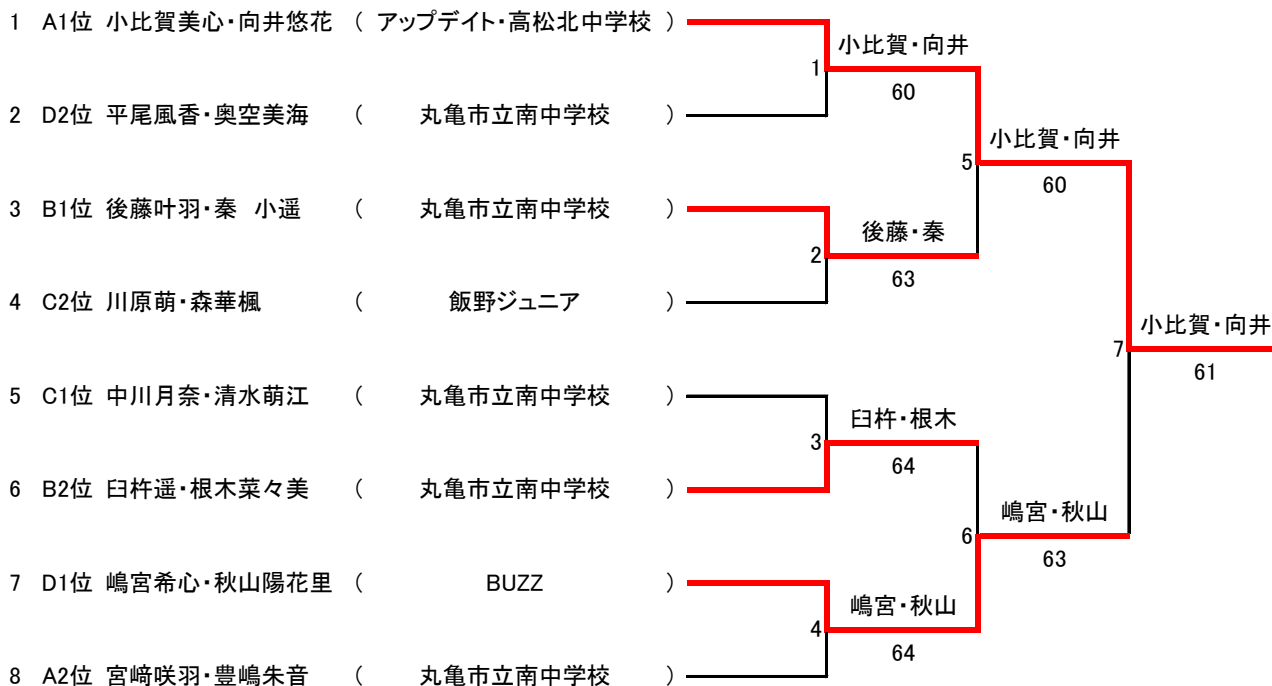 1 A1位 小比賀美心・向井悠花 ( アップデイト・高松北中学校 )
小比賀・向井
1
60
2 D2位 平尾風香・奥空美海 ( 丸亀市立南中学校 )
小比賀・向井
5
60
3 B1位 後藤叶羽・秦 小遥 ( 丸亀市立南中学校 )
後藤・秦
2
63
4 C2位 川原萌・森華楓 ( 飯野ジュニア )
小比賀・向井
7
61
5 C1位 中川月奈・清水萌江 ( 丸亀市立南中学校 )
臼杵・根木
3
64
6 B2位 臼杵遥・根木菜々美 ( 丸亀市立南中学校 )
嶋宮・秋山
6
63
7 D1位 嶋宮希心・秋山陽花里 ( BUZZ )
嶋宮・秋山
4
64
8 A2位 宮﨑咲羽・豊嶋朱音 ( 丸亀市立南中学校 )